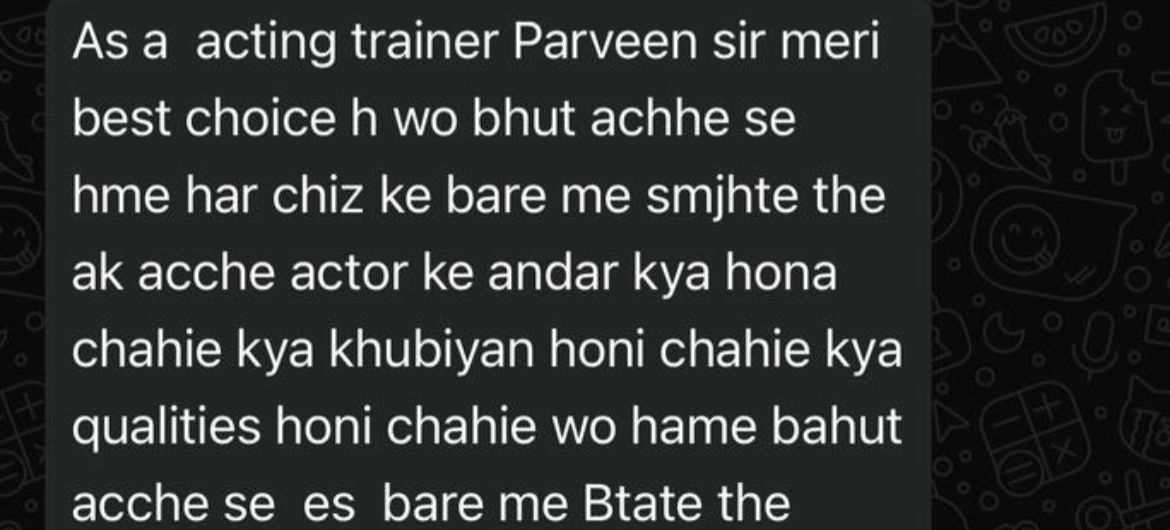 As a  acting trainer Parveen sir meri
best choice h wo bhut achhe se
hme har chiz ke bare me smjhte the
ak acche actor ke andar kya hona
chahie kya khubiyan honi chahie kya
qualities honi chahie wo hame bahut
acche se  es  bare me Btate the